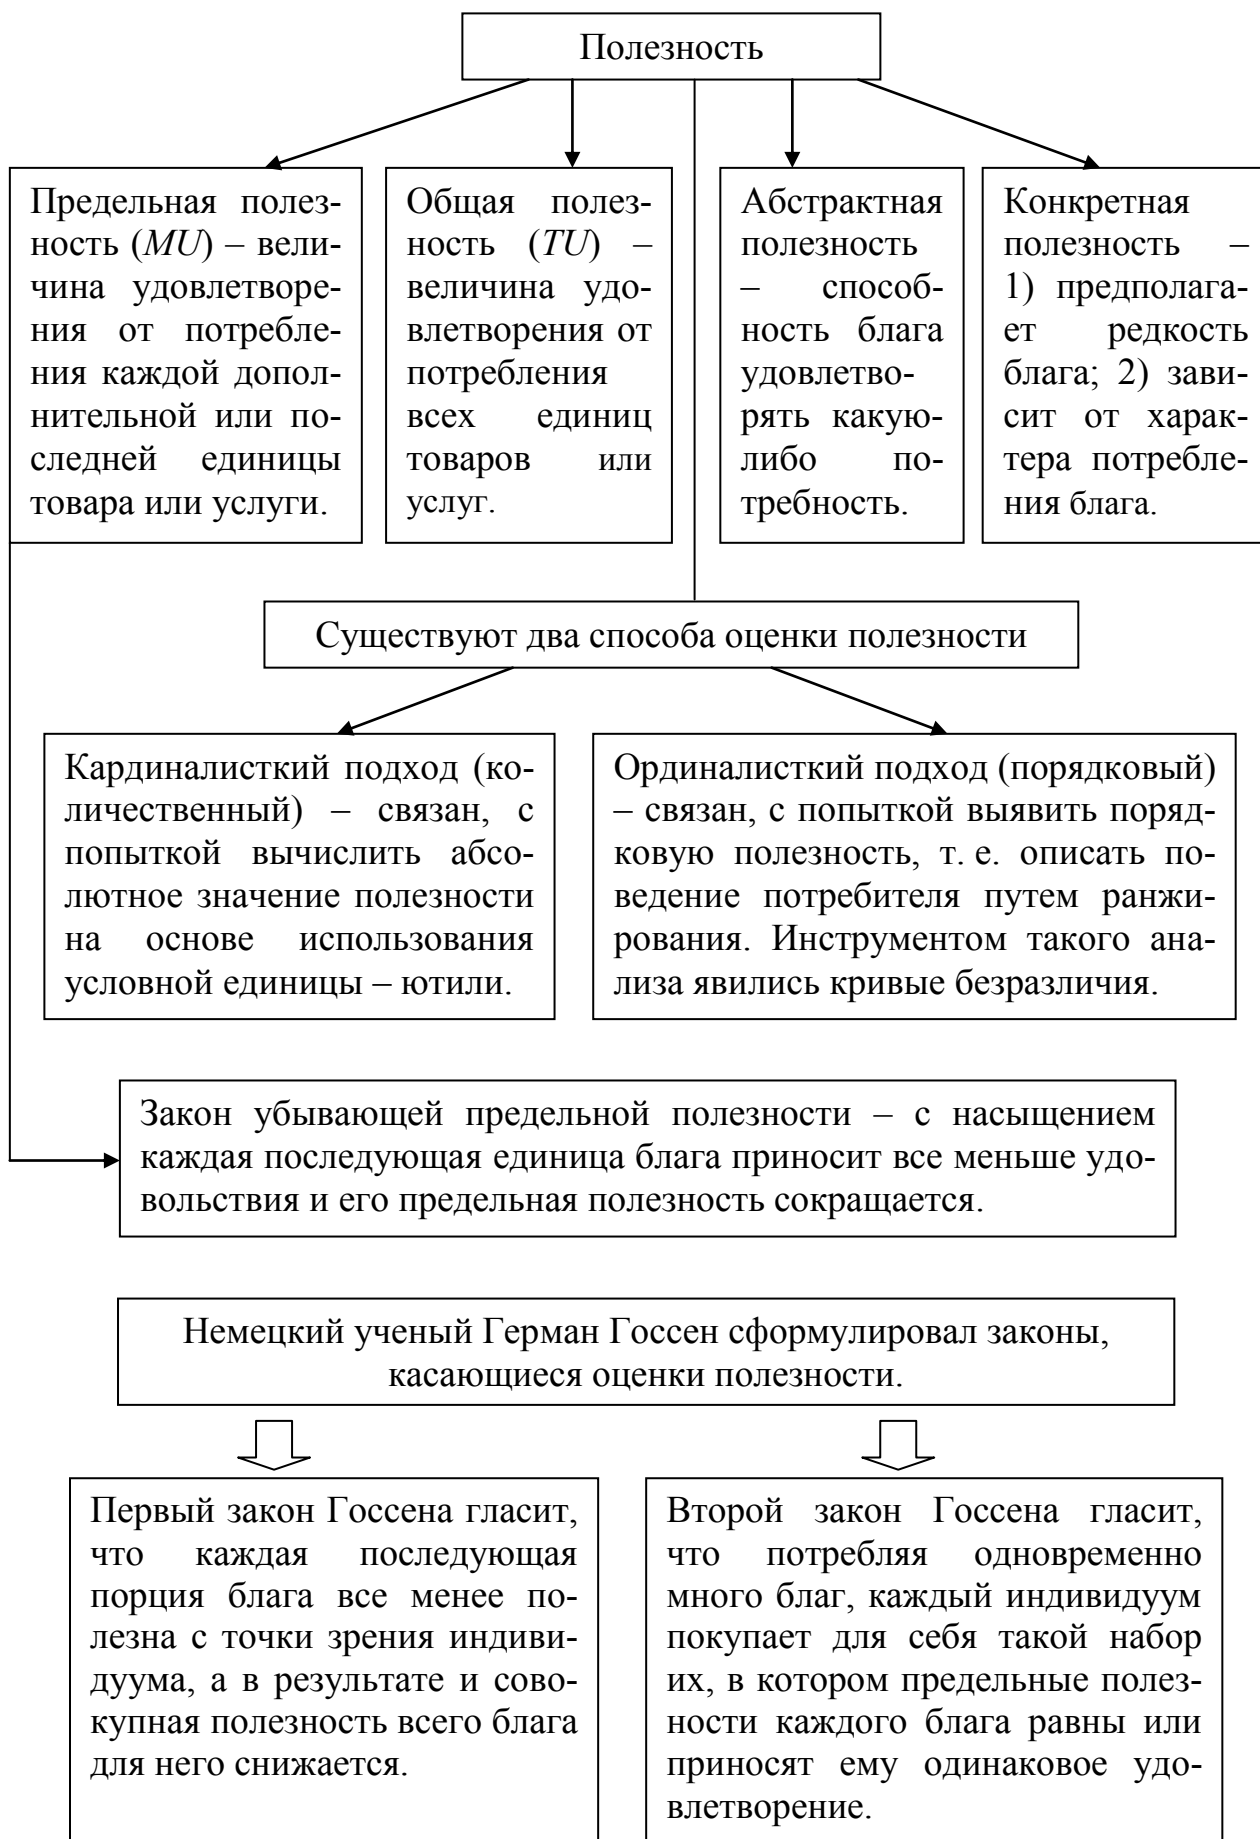 Полезность
Предельная полез-
ность (MU) – вели-
чина удовлетворе-
ния от потребле-
ния каждой допол-
нительной или по-
следней единицы
товара или услуги.
Общая полез-
ность (TU) –
величина удо-
влетворения от
потребления
всех единиц
товаров или
услуг.
Абстрактная
полезность
– способ-
ность блага
удовлетво-
рять какую-
либо по-
требность.
Конкретная
полезность –
1) предполага-
ет редкость
блага; 2) зави-
сит от харак-
тера потребле-
ния блага.
Существуют два способа оценки полезности
Кардиналисткий подход (ко-
личественный) – связан, с
попыткой вычислить абсо-
лютное значение полезности
на основе использования
условной единицы – ютили.
Ординалисткий подход (порядковый)
– связан, с попыткой выявить поряд-
ковую полезность, т. е. описать по-
ведение потребителя путем ранжи-
рования. Инструментом такого ана-
лиза явились кривые безразличия.
Закон убывающей предельной полезности – с насыщением
каждая последующая единица блага приносит все меньше удо-
вольствия и его предельная полезность сокращается.
Немецкий ученый Герман Госсен сформулировал законы,
касающиеся оценки полезности.
Первый закон Госсена гласит,
что каждая последующая
порция блага все менее по-
лезна с точки зрения индиви-
дуума, а в результате и сово-
купная полезность всего блага
для него снижается.
Второй закон Госсена гласит,
что потребляя одновременно
много благ, каждый индивидуум
покупает для себя такой набор
их, в котором предельные полез-
ности каждого блага равны или
приносят ему одинаковое удо-
влетворение.